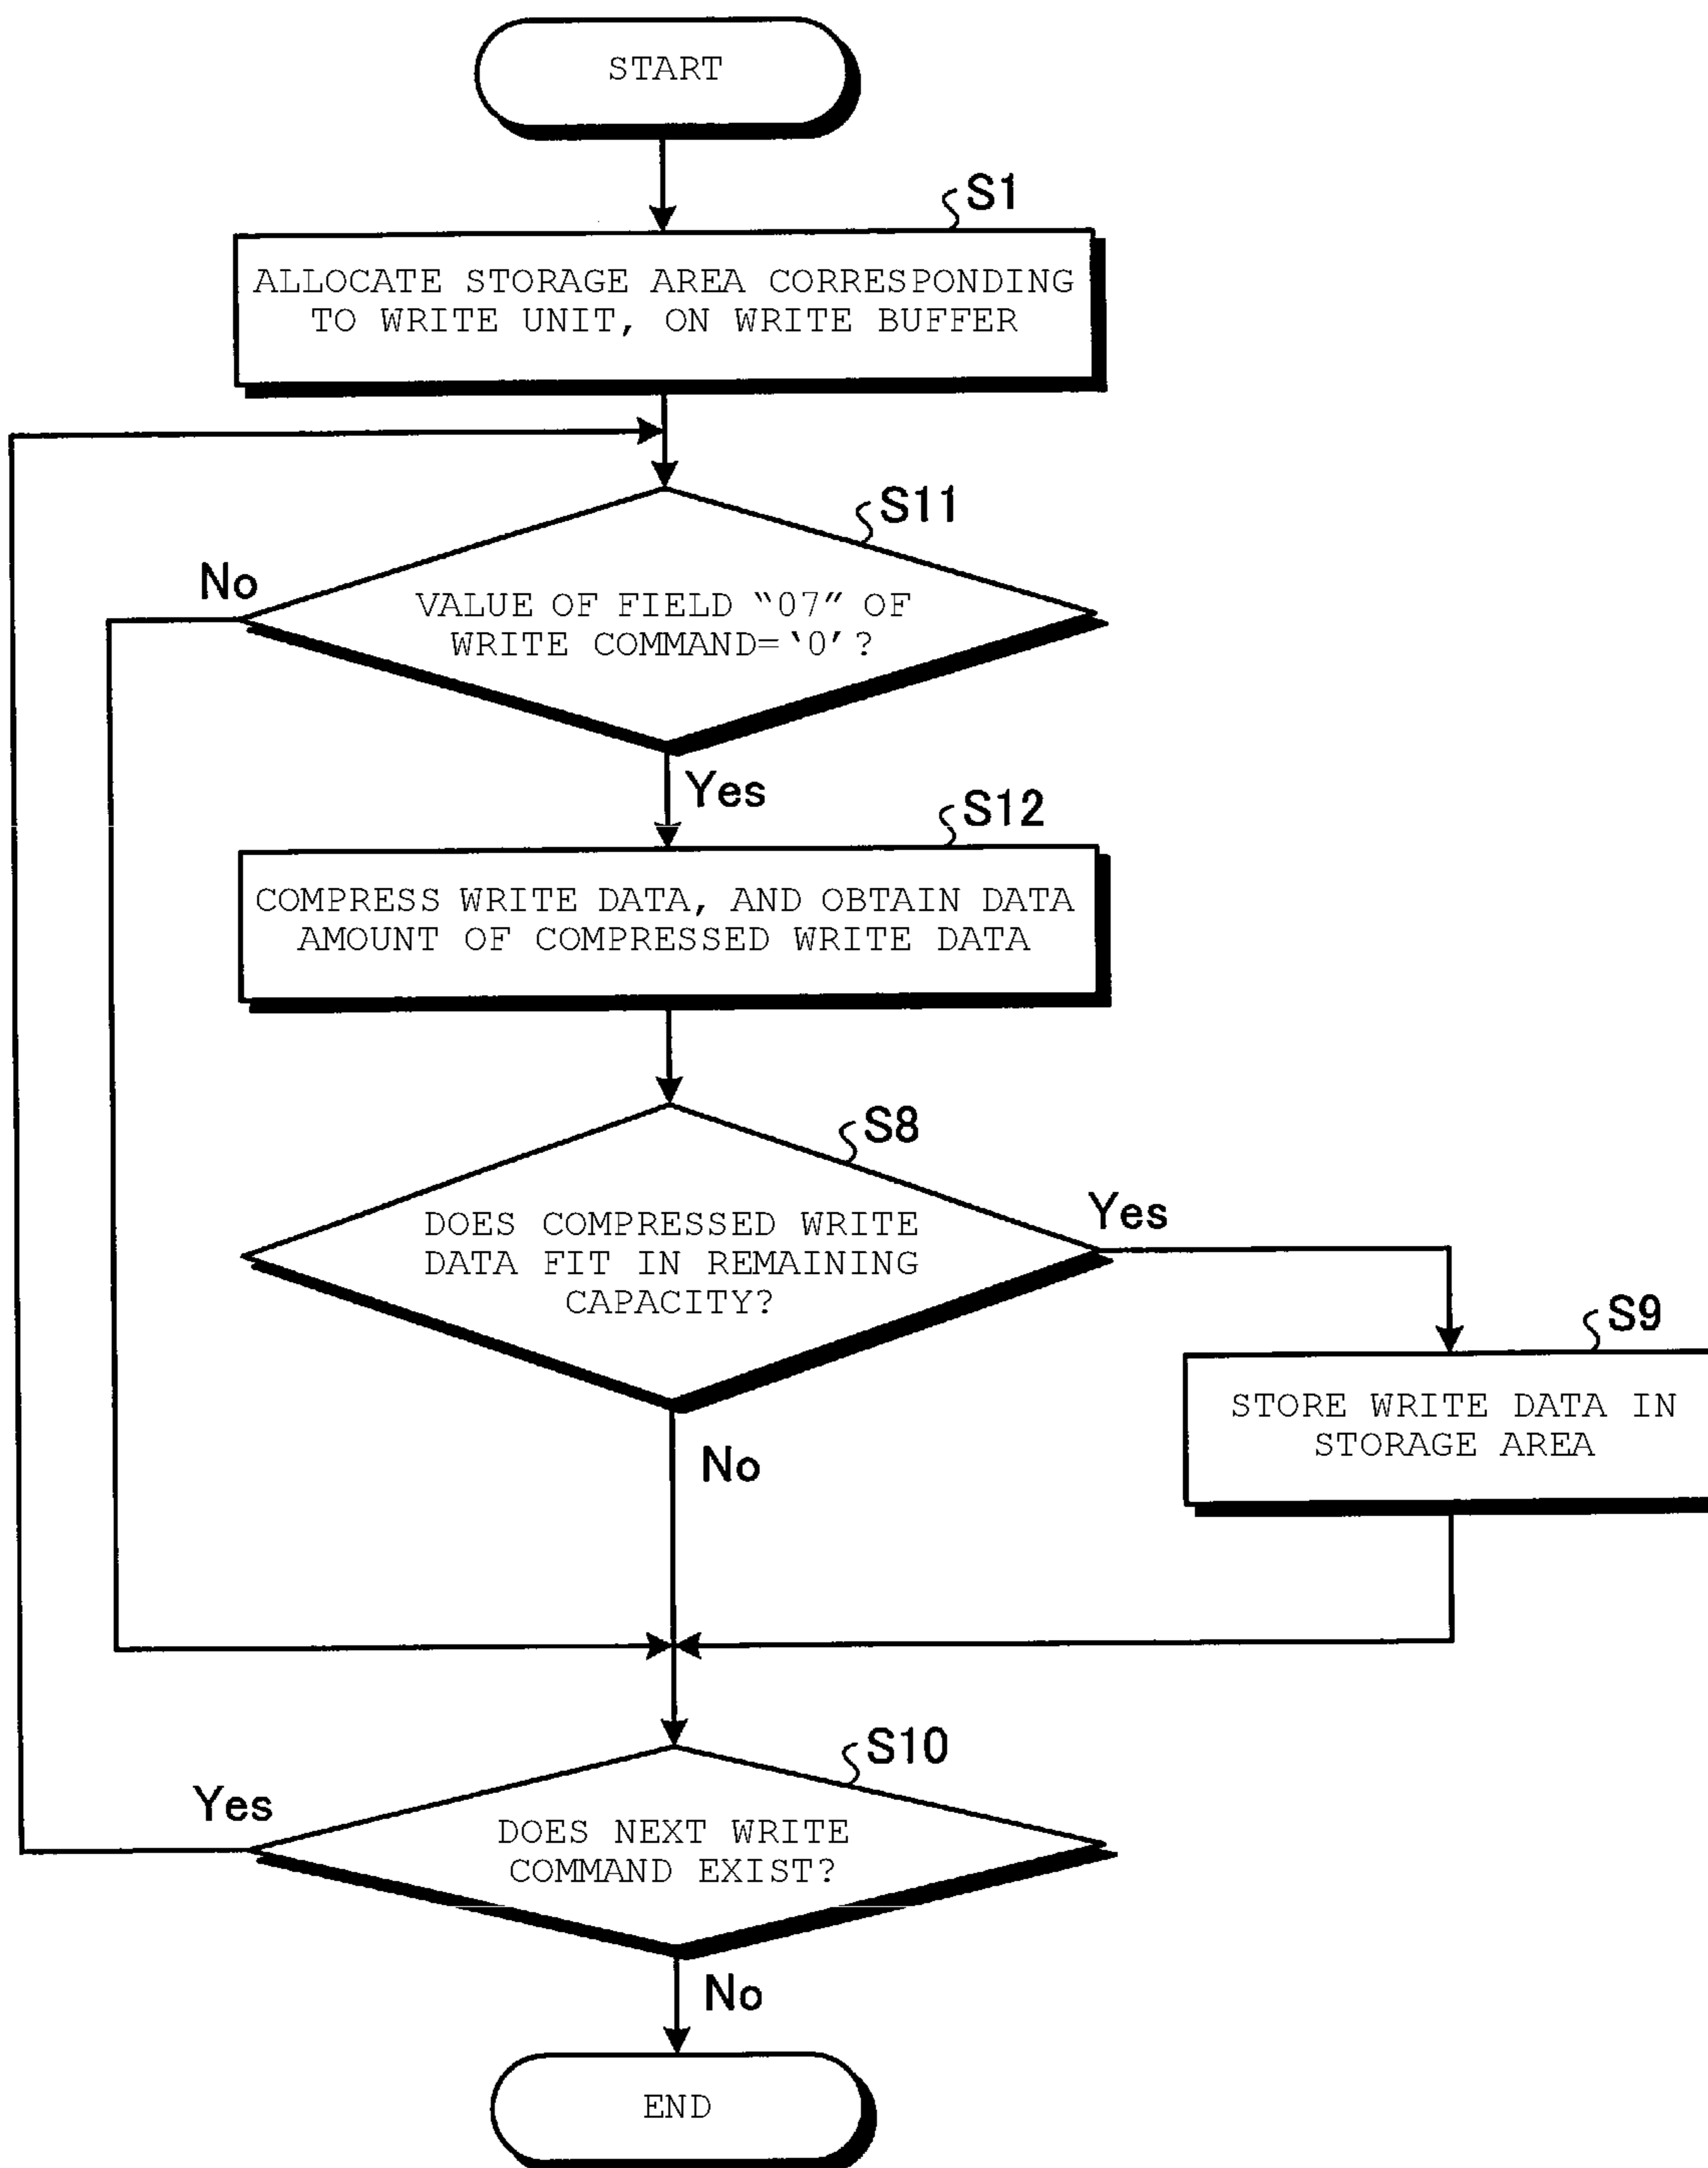 START
S1
ALLOCATE STORAGE AREA CORRESPONDING
TO WRITE UNIT, ON WRITE BUFFER
S11
No
VALUE OF FIELD “07” OF
WRITE COMMAND=‘0’?
Yes
S12
COMPRESS WRITE DATA, AND OBTAIN DATA
AMOUNT OF COMPRESSED WRITE DATA
S8
Yes
DOES COMPRESSED WRITE
DATA FIT IN REMAINING
CAPACITY?
S9
STORE WRITE DATA IN
STORAGE AREA
No
S10
Yes
DOES NEXT WRITE
COMMAND EXIST?
No
END